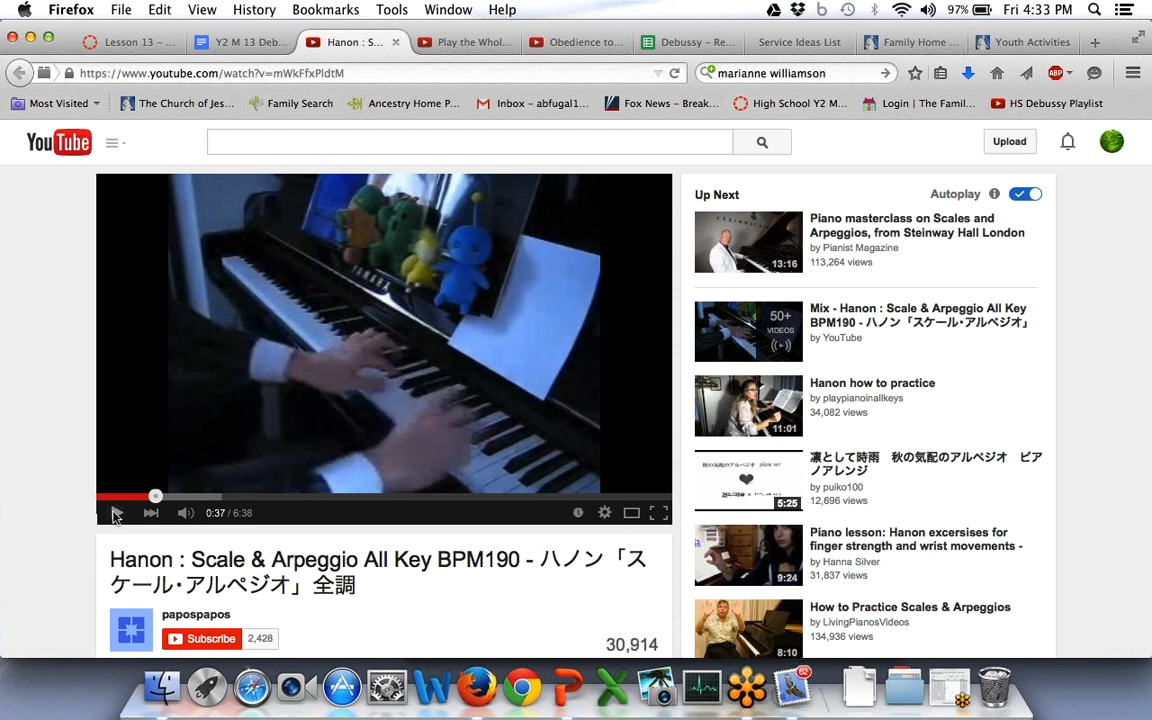 Firefox File Edit View History Bookmarks Tools Window Help 97% Fri 4:33 PM
Lesson 13 – ... Y2 M 13 Deb... Hanon : S... Play the Whol... Obedience to... Debussy - Re... Service Ideas List Family Home ... Youth Activities
https://www.youtube.com/watch?v=mWkFfxPldtM marianne williamson ABP
Most Visited The Church of Jes... Family Search Ancestry Home P... Inbox - abfugal1... Fox News - Break... High School Y2 M... Login | The Famil... HS Debussy Playlist
YouTube Upload
YAMAHA
0:37 / 6:38
Hanon : Scale & Arpeggio All Key BPM190 - ハノン「ス
ケール･アルペジオ」全調
papospapos
Subscribe 2,428
30,914
Up Next Autoplay
Piano masterclass on Scales and
Arpeggios, from Steinway Hall London
by Pianist Magazine
113,264 views
13:16
Mix - Hanon : Scale & Arpeggio All Key
BPM190 - ハノン「スケール･アルペジオ」
by YouTube
50+
VIDEOS
Hanon how to practice
by playpianoinallkeys
34,082 views
11:01
凛として時雨　秋の気配のアルペジオ　ピア
ノアレンジ
by puiko100
12,696 views
5:25
Piano lesson: Hanon excersises for
finger strength and wrist movements -
by Hanna Silver
31,837 views
9:24
How to Practice Scales & Arpeggios
by LivingPianosVideos
134,936 views
8:10
62